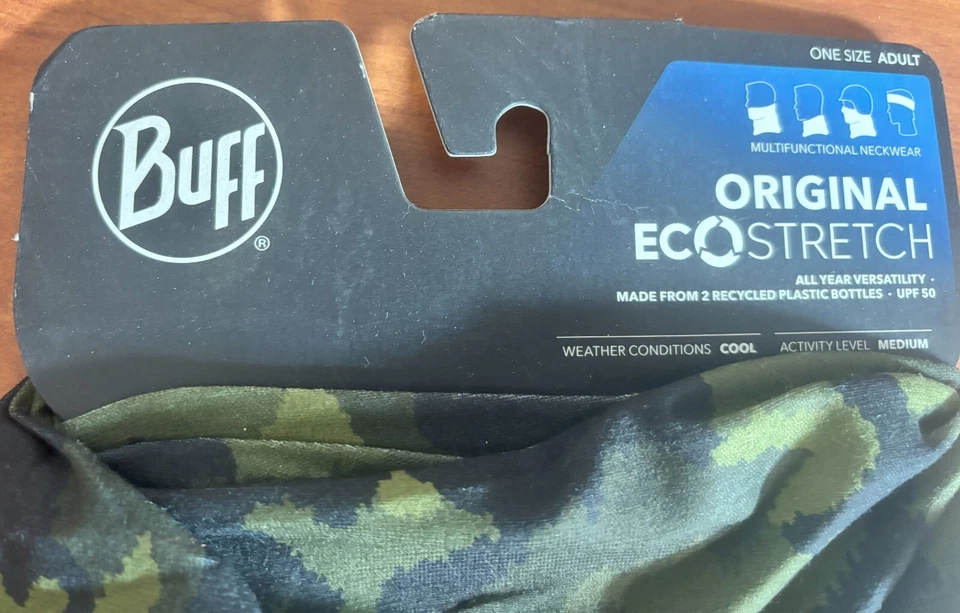 BUFF
®
ONE SIZE ADULT
MULTIFUNCTIONAL NECKWEAR
ORIGINAL
ECOSTRETCH
ALL YEAR VERSATILITY ·
MADE FROM 2 RECYCLED PLASTIC BOTTLES · UPF 50
WEATHER CONDITIONS COOL
ACTIVITY LEVEL MEDIUM